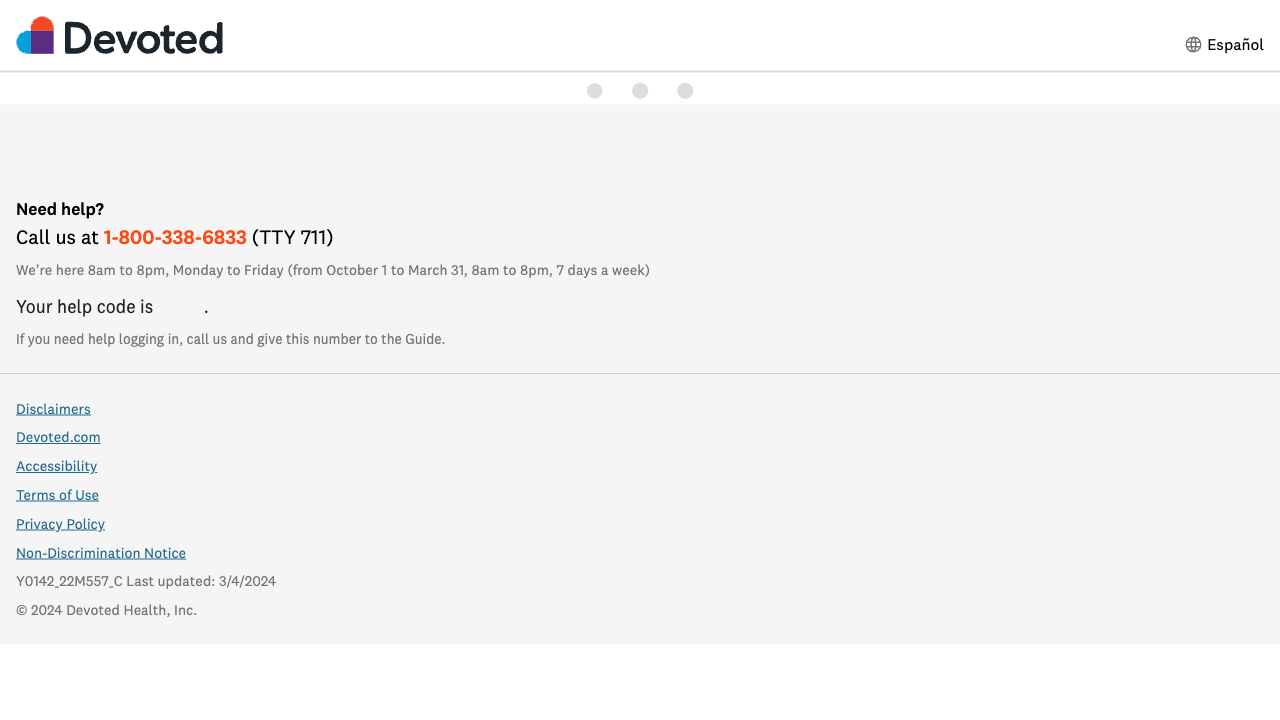 Devoted
Español
Need help?
Call us at 1-800-338-6833 (TTY 711)
We’re here 8am to 8pm, Monday to Friday (from October 1 to March 31, 8am to 8pm, 7 days a week)
Your help code is .
If you need help logging in, call us and give this number to the Guide.
Disclaimers
Devoted.com
Accessibility
Terms of Use
Privacy Policy
Non-Discrimination Notice
Y0142_22M557_C Last updated: 3/4/2024
© 2024 Devoted Health, Inc.